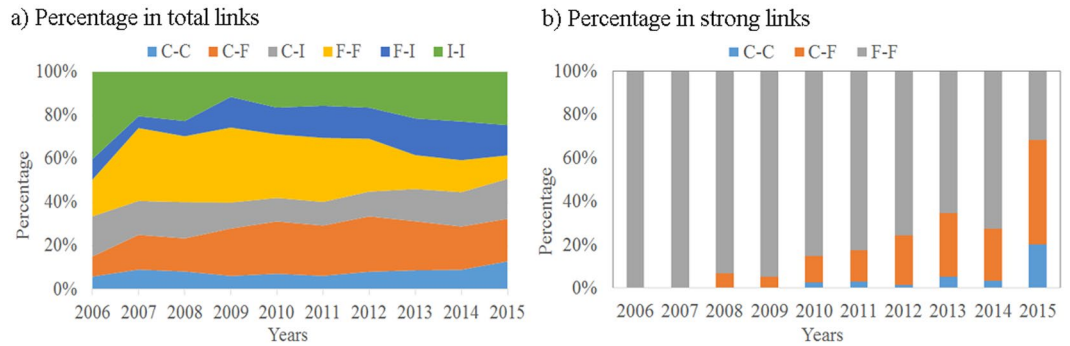 a) Percentage in total links
C-C C-F C-I F-F F-I I-I
100%
80%
60%
40%
20%
0%
Percentage
2006 2007 2008 2009 2010 2011 2012 2013 2014 2015
Years
b) Percentage in strong links
C-C C-F F-F
100%
80%
60%
40%
20%
0%
Percentage
2006 2007 2008 2009 2010 2011 2012 2013 2014 2015
Years